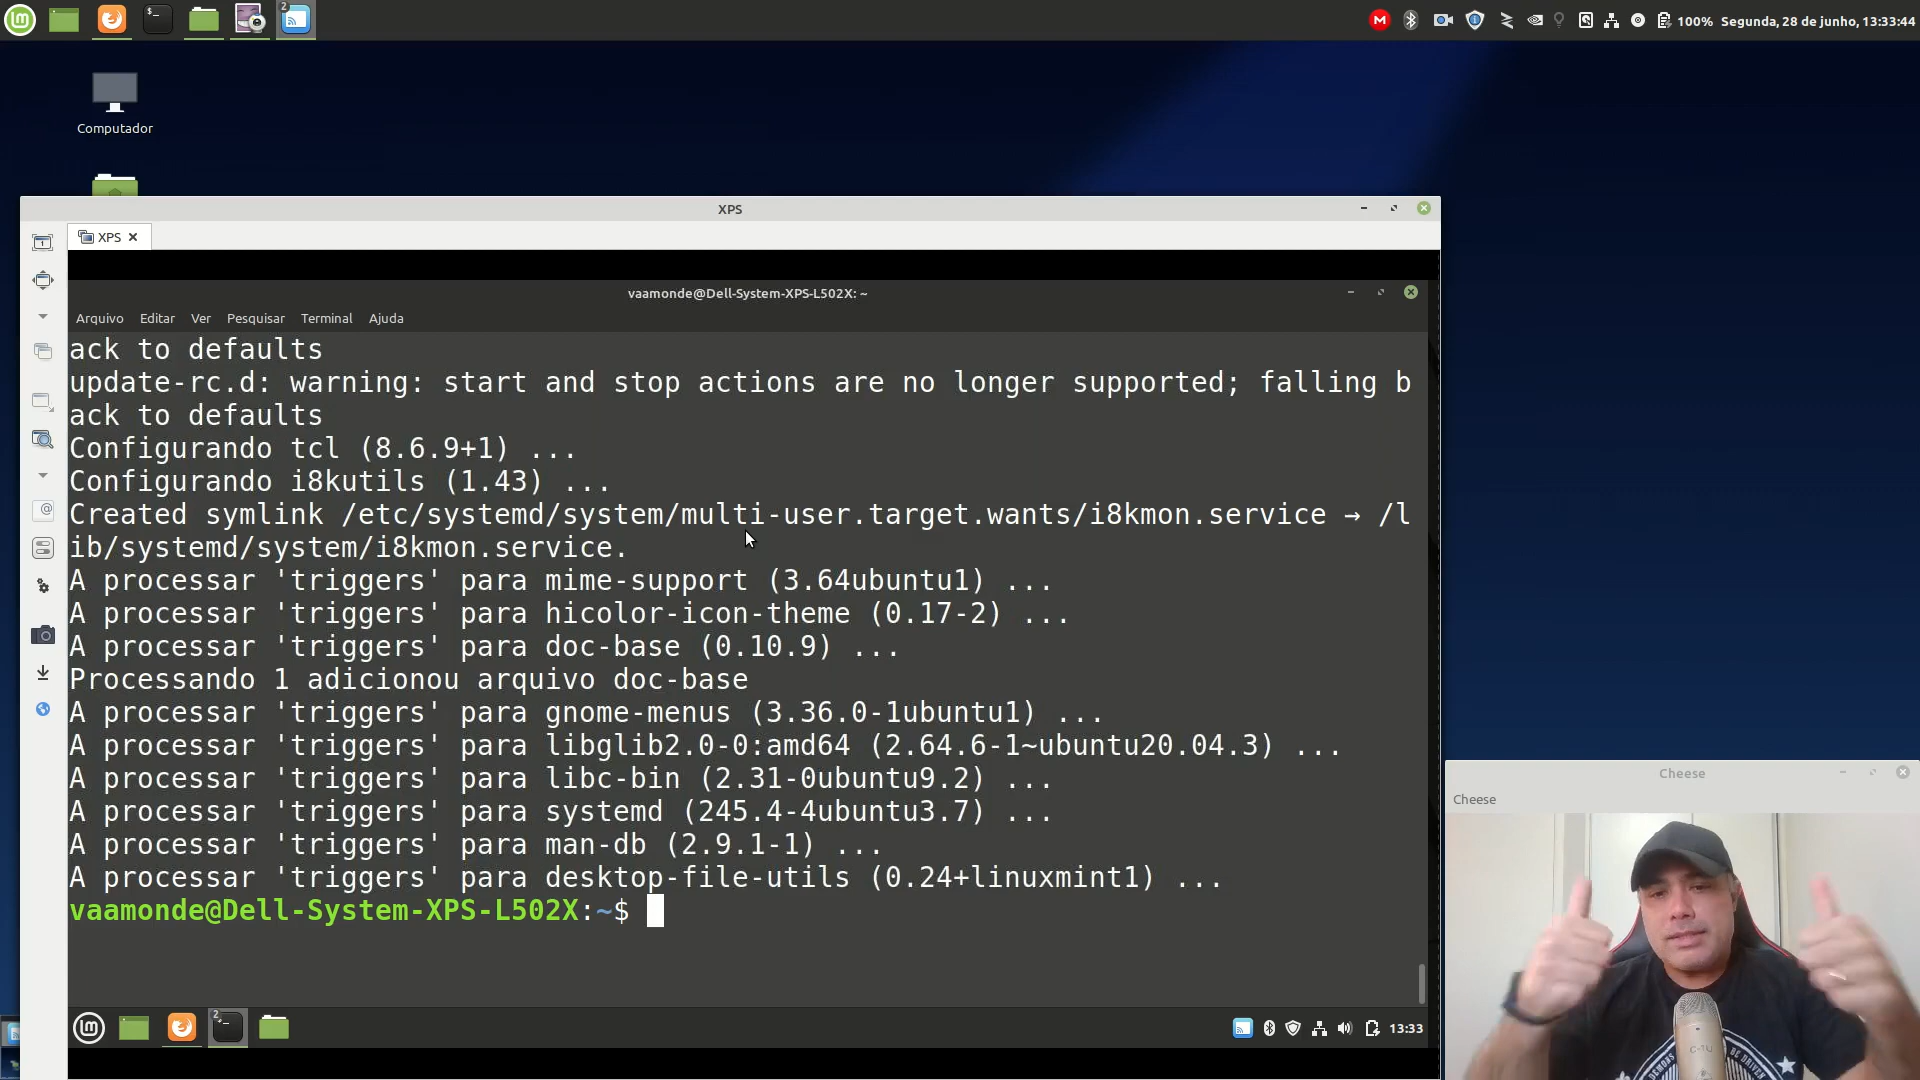 2
100% Segunda, 28 de junho, 13:33:44
Computador
XPS
XPS
vaamonde@Dell-System-XPS-L502X: ~
Arquivo Editar Ver Pesquisar Terminal Ajuda
ack to defaults
update-rc.d: warning: start and stop actions are no longer supported; falling b
ack to defaults
Configurando tcl (8.6.9+1) ...
Configurando i8kutils (1.43) ...
Created symlink /etc/systemd/system/multi-user.target.wants/i8kmon.service → /l
ib/systemd/system/i8kmon.service.
A processar 'triggers' para mime-support (3.64ubuntu1) ...
A processar 'triggers' para hicolor-icon-theme (0.17-2) ...
A processar 'triggers' para doc-base (0.10.9) ...
Processando 1 adicionou arquivo doc-base
A processar 'triggers' para gnome-menus (3.36.0-1ubuntu1) ...
A processar 'triggers' para libglib2.0-0:amd64 (2.64.6-1~ubuntu20.04.3) ...
A processar 'triggers' para libc-bin (2.31-0ubuntu9.2) ...
A processar 'triggers' para systemd (245.4-4ubuntu3.7) ...
A processar 'triggers' para man-db (2.9.1-1) ...
A processar 'triggers' para desktop-file-utils (0.24+linuxmint1) ...
vaamonde@Dell-System-XPS-L502X:~$
2
13:33
Cheese
Cheese